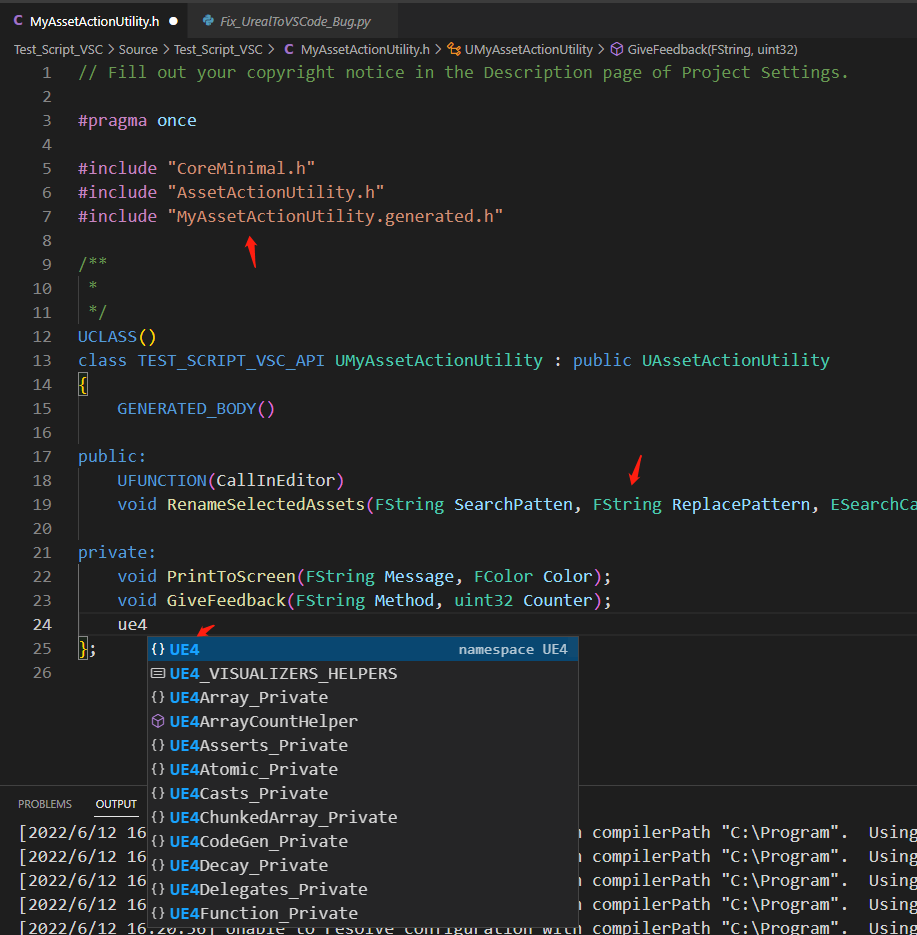 C MyAssetActionUtility.h ● Fix_UrealToVSCode_Bug.py
Test_Script_VSC > Source > Test_Script_VSC > C MyAssetActionUtility.h > UMyAssetActionUtility > GiveFeedback(FString, uint32)
1 // Fill out your copyright notice in the Description page of Project Settings.
2
3 #pragma once
4
5 #include "CoreMinimal.h"
6 #include "AssetActionUtility.h"
7 #include "MyAssetActionUtility.generated.h"
8
9 /**
10 *
11 */
12 UCLASS()
13 class TEST_SCRIPT_VSC_API UMyAssetActionUtility : public UAssetActionUtility
14 {
15 GENERATED_BODY()
16
17 public:
18 UFUNCTION(CallInEditor)
19 void RenameSelectedAssets(FString SearchPatten, FString ReplacePattern, ESearchCa
20
21 private:
22 void PrintToScreen(FString Message, FColor Color);
23 void GiveFeedback(FString Method, uint32 Counter);
24 ue4
25 };
26
{} UE4 namespace UE4
UE4_VISUALIZERS_HELPERS
{} UE4Array_Private
UE4ArrayCountHelper
{} UE4Asserts_Private
{} UE4Atomic_Private
{} UE4Casts_Private
{} UE4ChunkedArray_Private
{} UE4CodeGen_Private
{} UE4Decay_Private
{} UE4Delegates_Private
{} UE4Function_Private
PROBLEMS OUTPUT
[2022/6/12 16 compilerPath "C:\Program". Using
[2022/6/12 16 compilerPath "C:\Program". Using
[2022/6/12 16 compilerPath "C:\Program". Using
[2022/6/12 16 compilerPath "C:\Program". Using
[2022/6/12 16:20:56] Unable to resolve configuration with compilerPath "C:\Program". Using